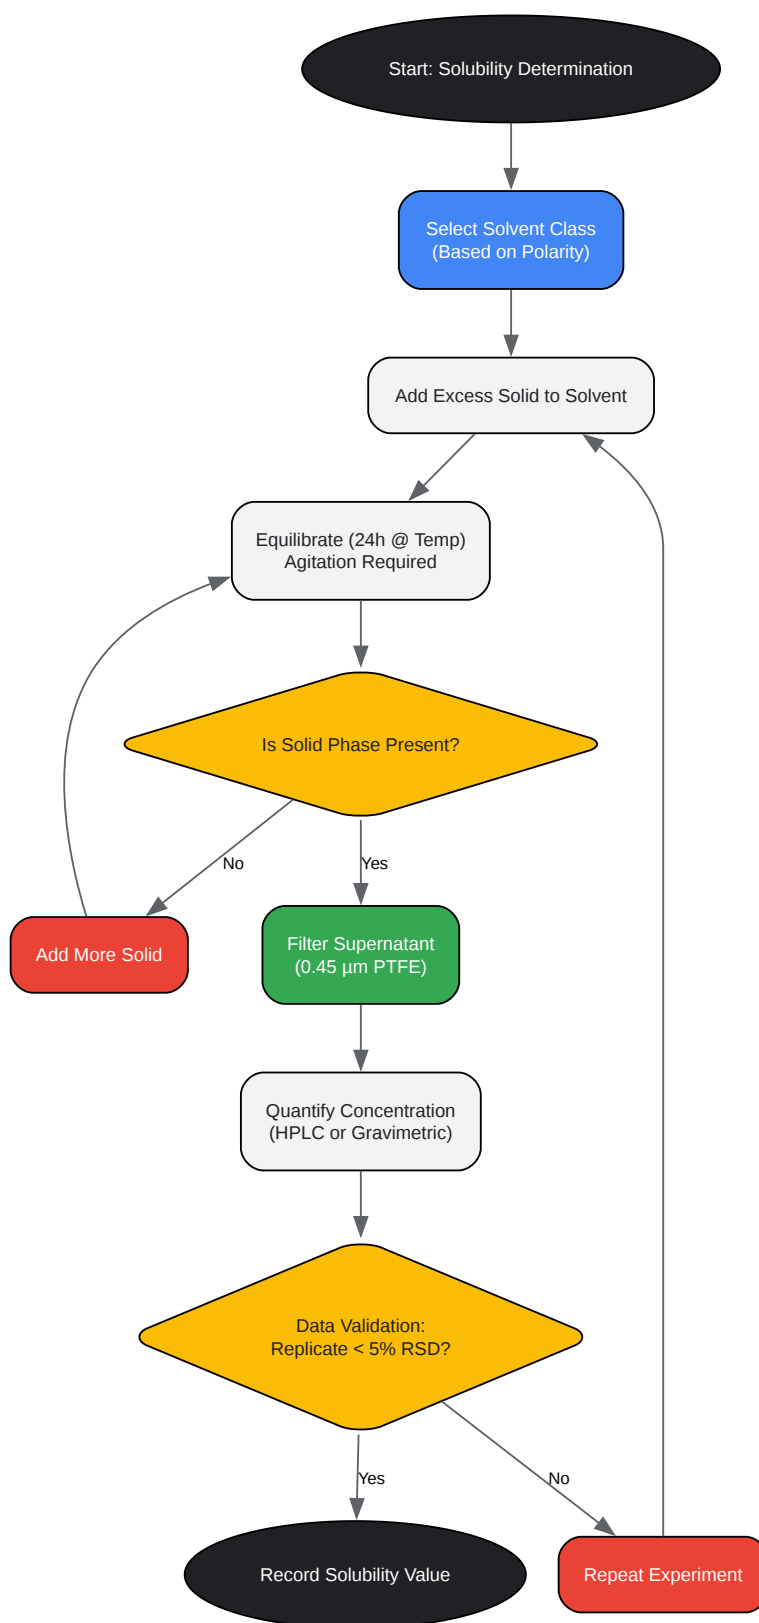 Start: Solubility Determination
Select Solvent Class
(Based on Polarity)
Add Excess Solid to Solvent
Equilibrate (24h @ Temp)
Agitation Required
Is Solid Phase Present?
No
Yes
Add More Solid
Filter Supernatant
(0.45 µm PTFE)
Quantify Concentration
(HPLC or Gravimetric)
Data Validation:
Replicate < 5% RSD?
Yes
No
Record Solubility Value
Repeat Experiment